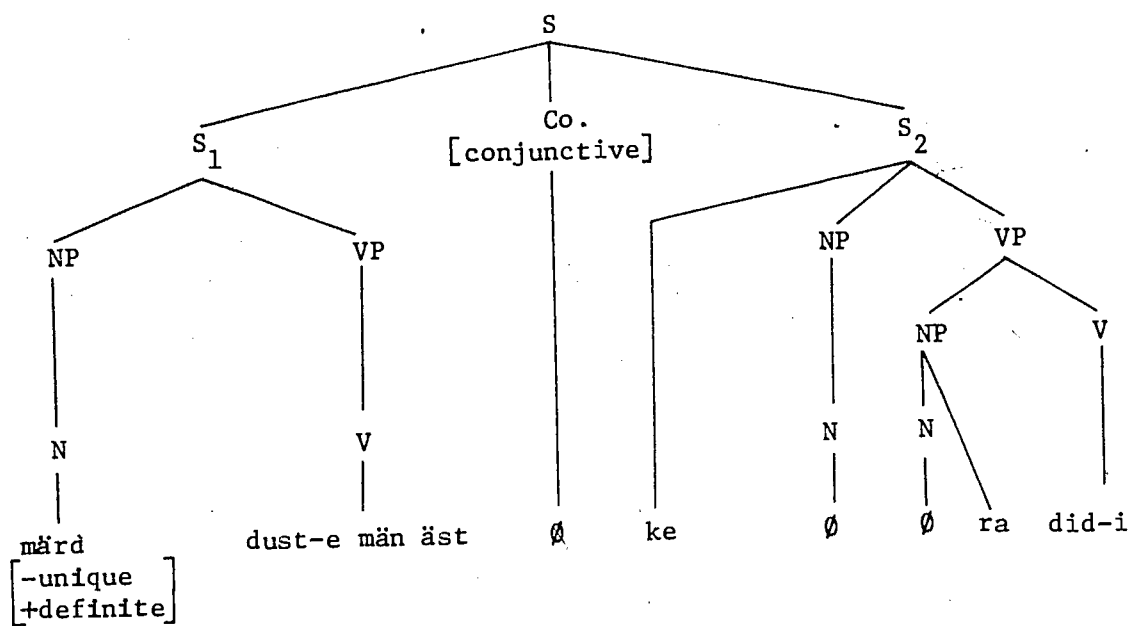 S
Co.
[conjunctive]
S1
S2
NP
VP
NP
VP
NP
V
N
V
N
N
märd
dust-e män äst
Ø
ke
Ø
Ø
ra
did-i
[-unique
+definite]